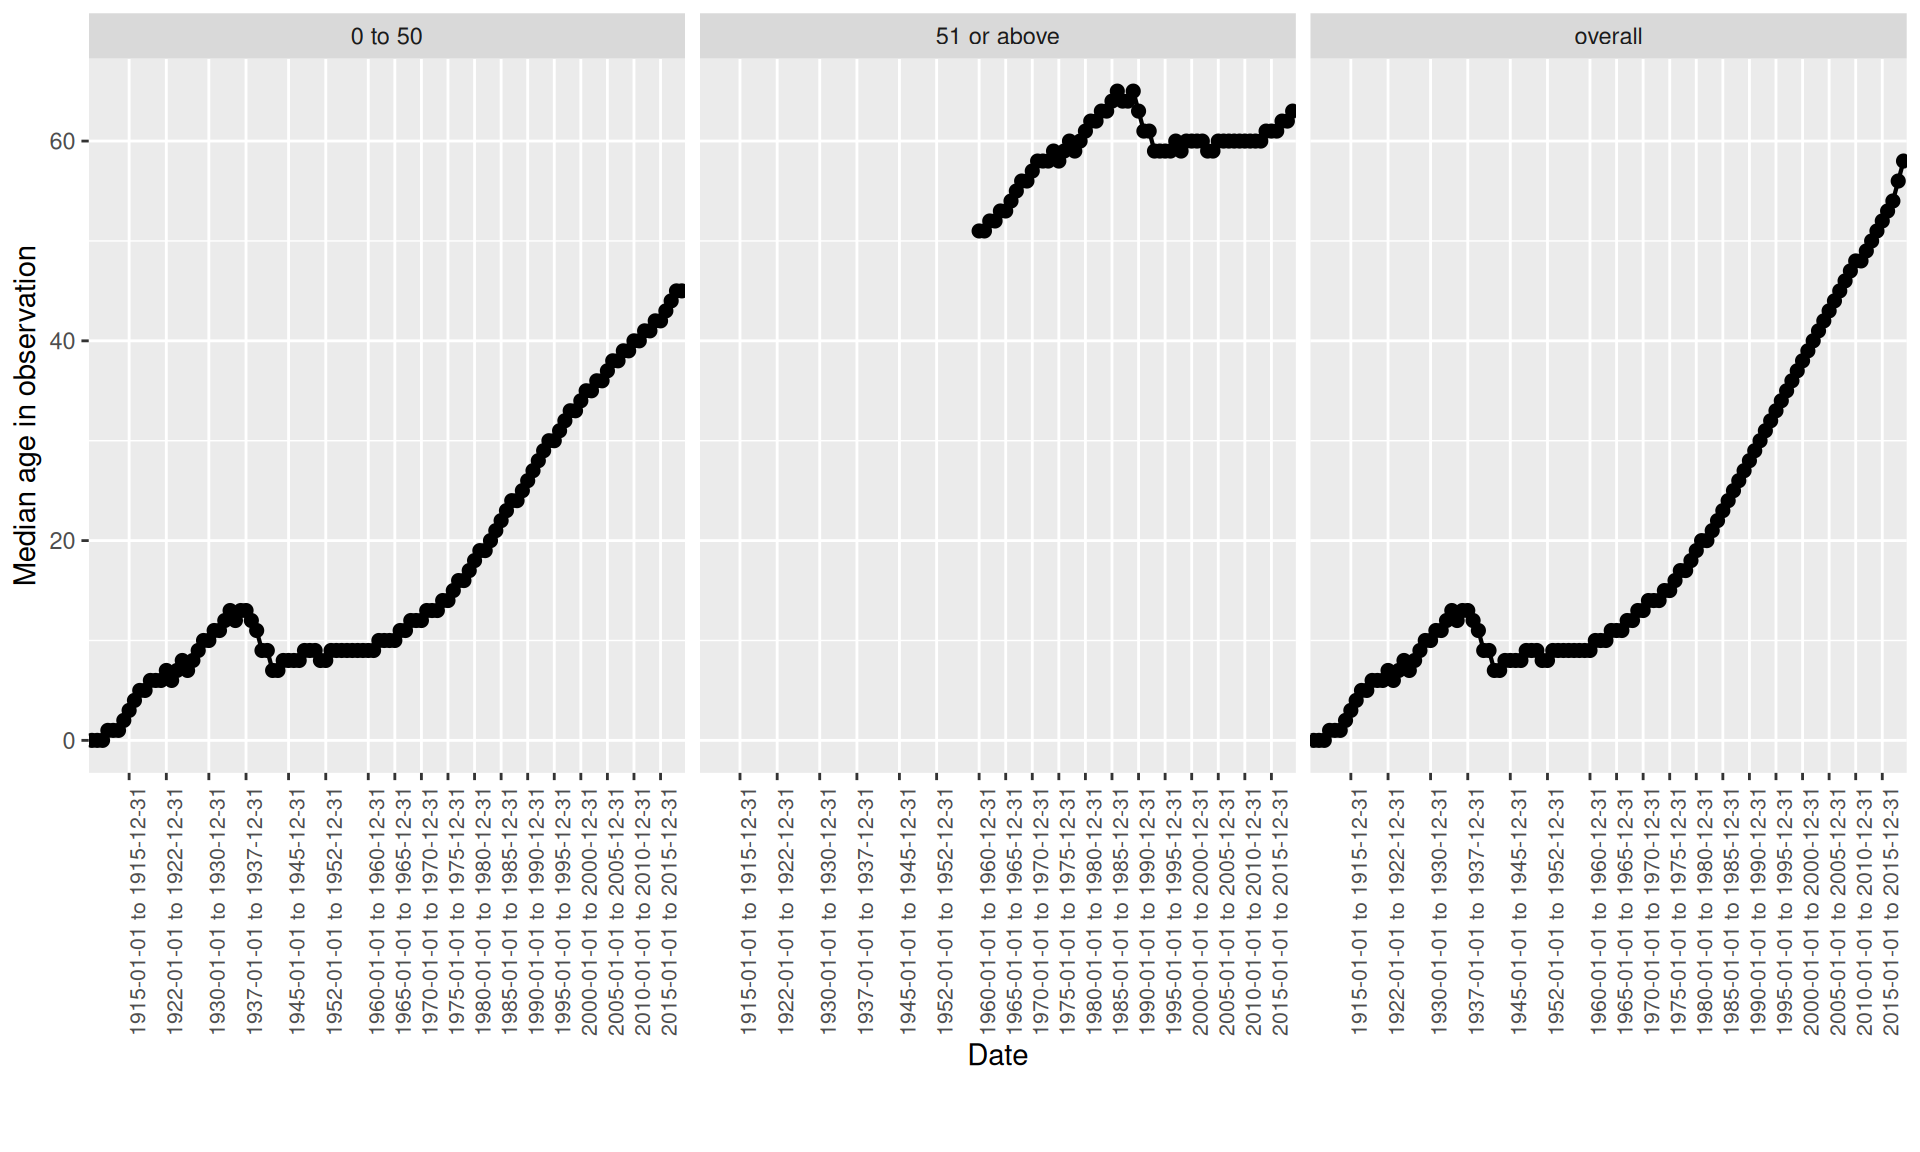 0 to 50
51 or above
overall
Median age in observation
60
40
20
0
1915-01-01 to 1915-12-31
1922-01-01 to 1922-12-31
1930-01-01 to 1930-12-31
1937-01-01 to 1937-12-31
1945-01-01 to 1945-12-31
1952-01-01 to 1952-12-31
1960-01-01 to 1960-12-31
1965-01-01 to 1965-12-31
1970-01-01 to 1970-12-31
1975-01-01 to 1975-12-31
1980-01-01 to 1980-12-31
1985-01-01 to 1985-12-31
1990-01-01 to 1990-12-31
1995-01-01 to 1995-12-31
2000-01-01 to 2000-12-31
2005-01-01 to 2005-12-31
2010-01-01 to 2010-12-31
2015-01-01 to 2015-12-31
1915-01-01 to 1915-12-31
1922-01-01 to 1922-12-31
1930-01-01 to 1930-12-31
1937-01-01 to 1937-12-31
1945-01-01 to 1945-12-31
1952-01-01 to 1952-12-31
1960-01-01 to 1960-12-31
1965-01-01 to 1965-12-31
1970-01-01 to 1970-12-31
1975-01-01 to 1975-12-31
1980-01-01 to 1980-12-31
1985-01-01 to 1985-12-31
1990-01-01 to 1990-12-31
1995-01-01 to 1995-12-31
2000-01-01 to 2000-12-31
2005-01-01 to 2005-12-31
2010-01-01 to 2010-12-31
2015-01-01 to 2015-12-31
1915-01-01 to 1915-12-31
1922-01-01 to 1922-12-31
1930-01-01 to 1930-12-31
1937-01-01 to 1937-12-31
1945-01-01 to 1945-12-31
1952-01-01 to 1952-12-31
1960-01-01 to 1960-12-31
1965-01-01 to 1965-12-31
1970-01-01 to 1970-12-31
1975-01-01 to 1975-12-31
1980-01-01 to 1980-12-31
1985-01-01 to 1985-12-31
1990-01-01 to 1990-12-31
1995-01-01 to 1995-12-31
2000-01-01 to 2000-12-31
2005-01-01 to 2005-12-31
2010-01-01 to 2010-12-31
2015-01-01 to 2015-12-31
Date